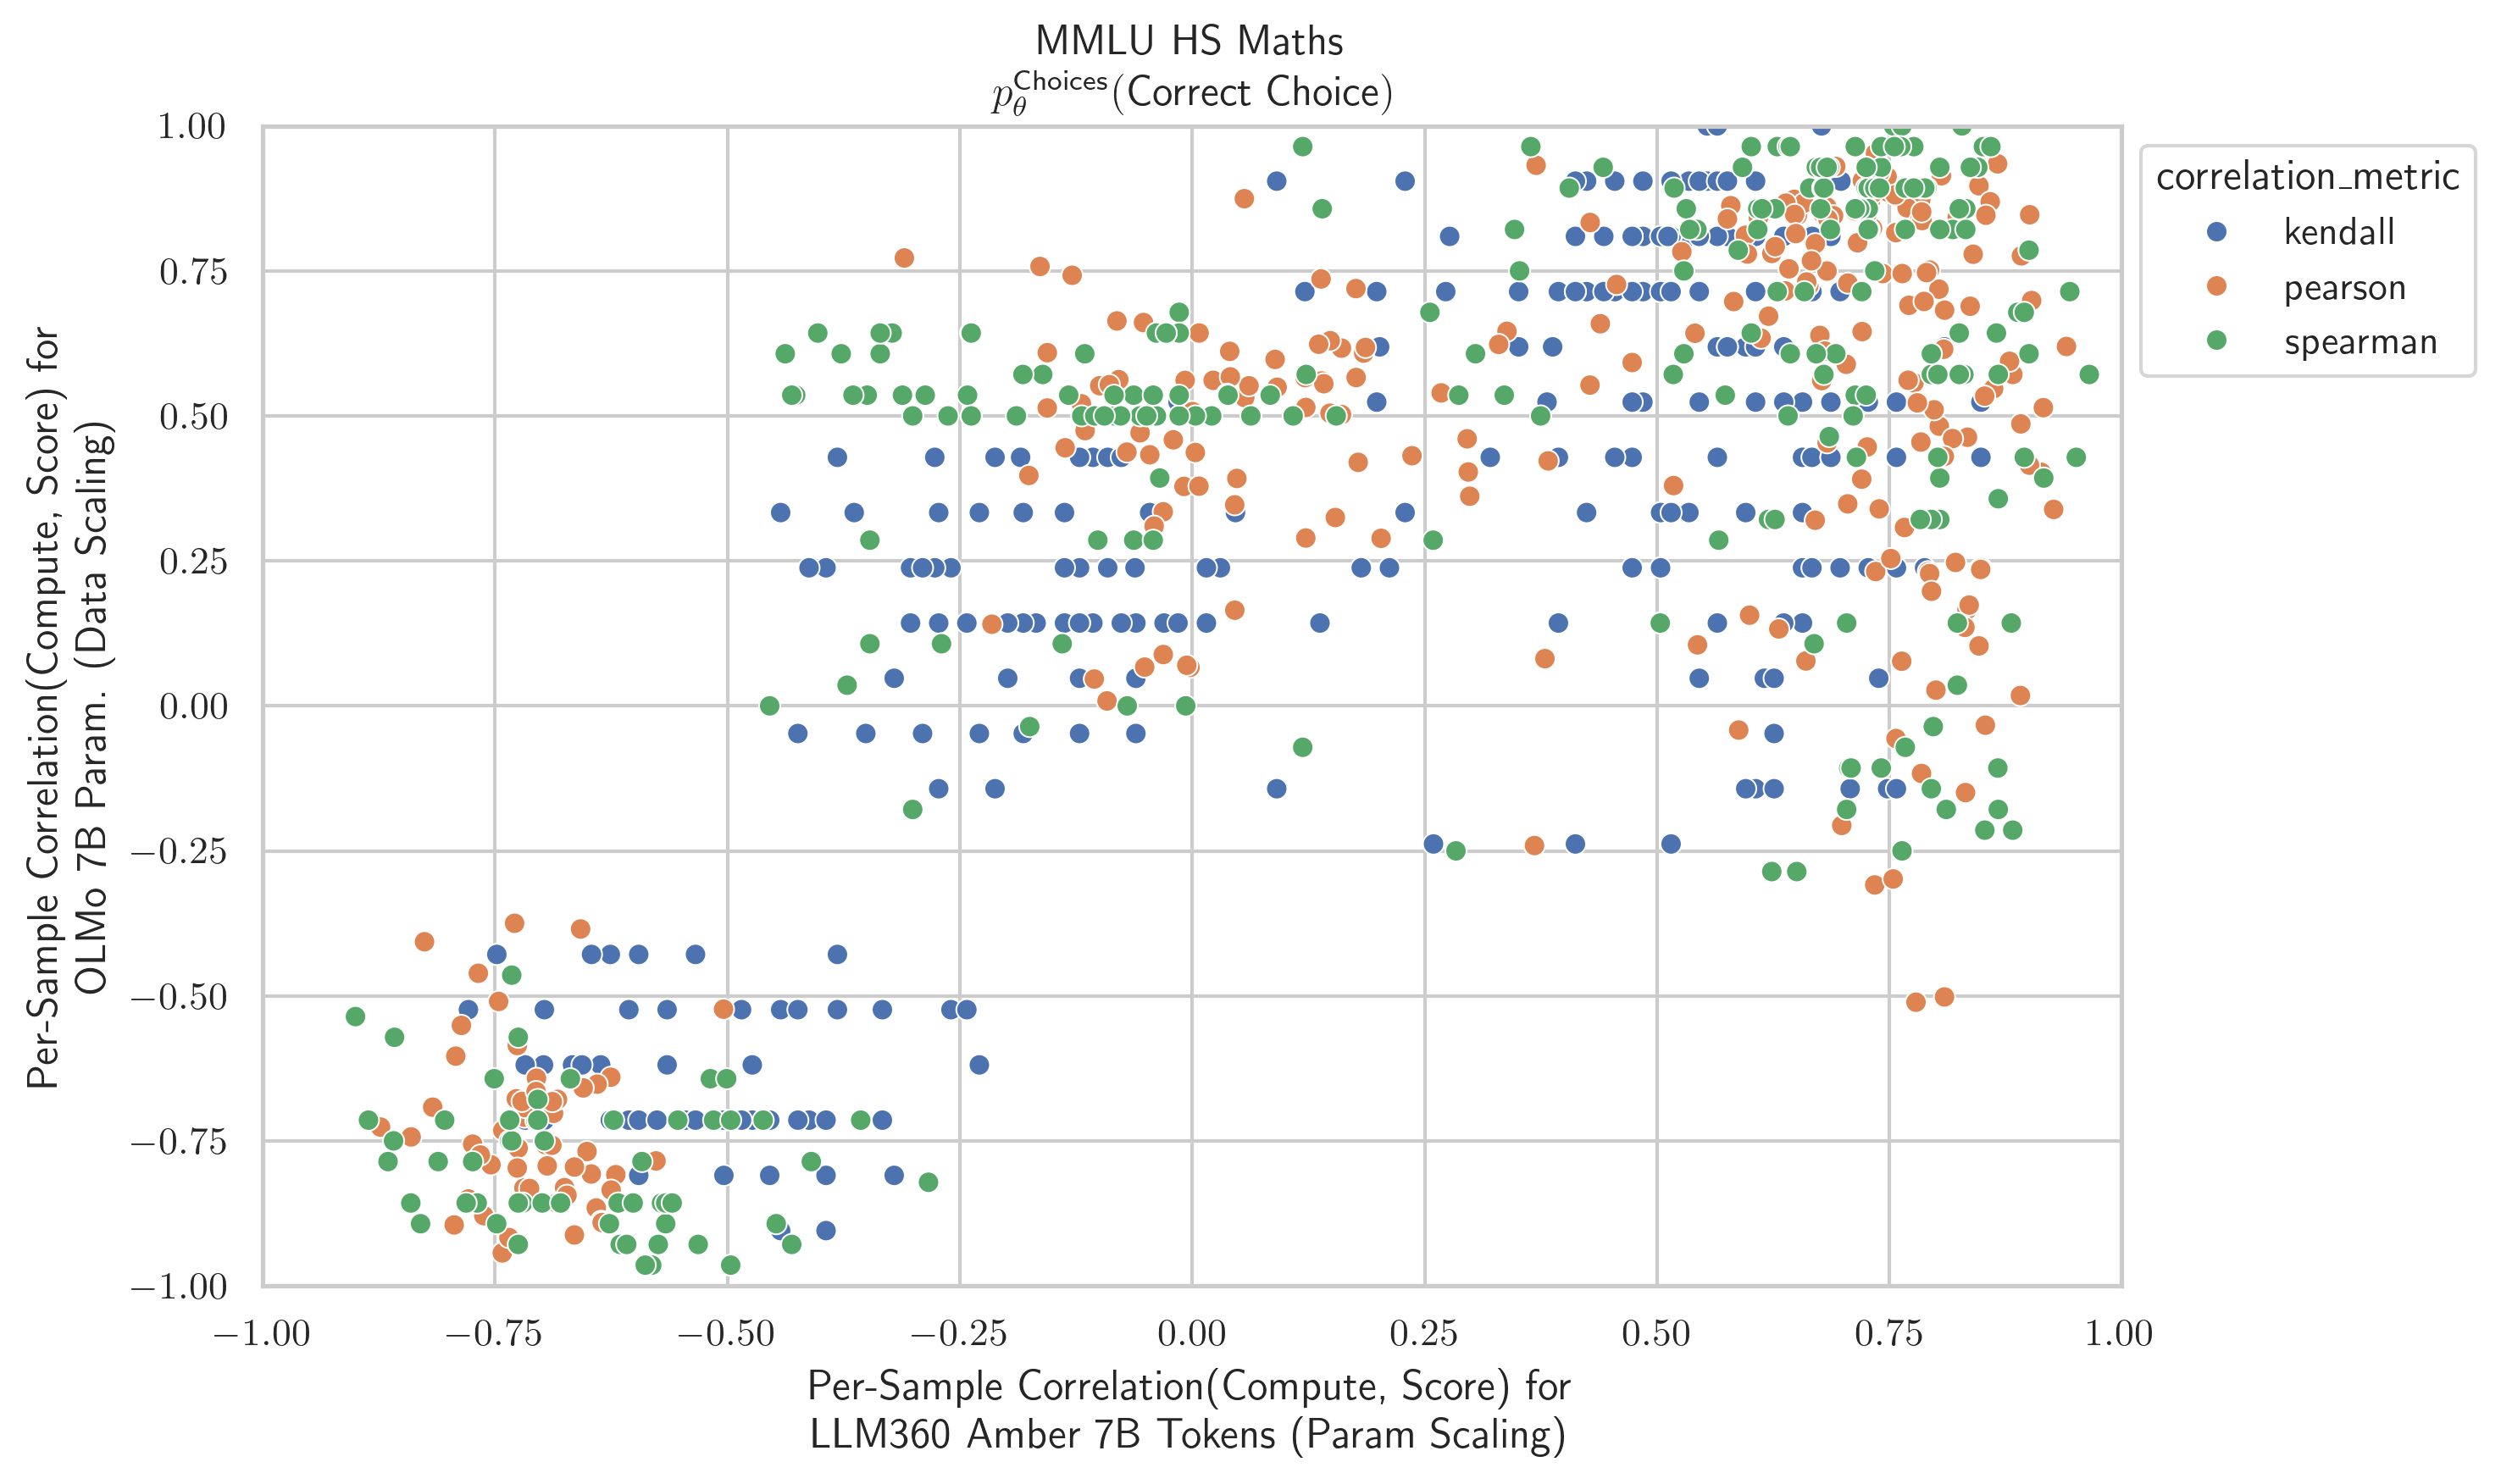 MMLU HS Maths
p_θ^Choices(Correct Choice)
1.00
0.75
0.50
0.25
0.00
−0.25
−0.50
−0.75
−1.00
Per-Sample Correlation(Compute, Score) for
OLMo 7B Param. (Data Scaling)
−1.00 −0.75 −0.50 −0.25 0.00 0.25 0.50 0.75 1.00
Per-Sample Correlation(Compute, Score) for
LLM360 Amber 7B Tokens (Param Scaling)
correlation_metric
kendall
pearson
spearman